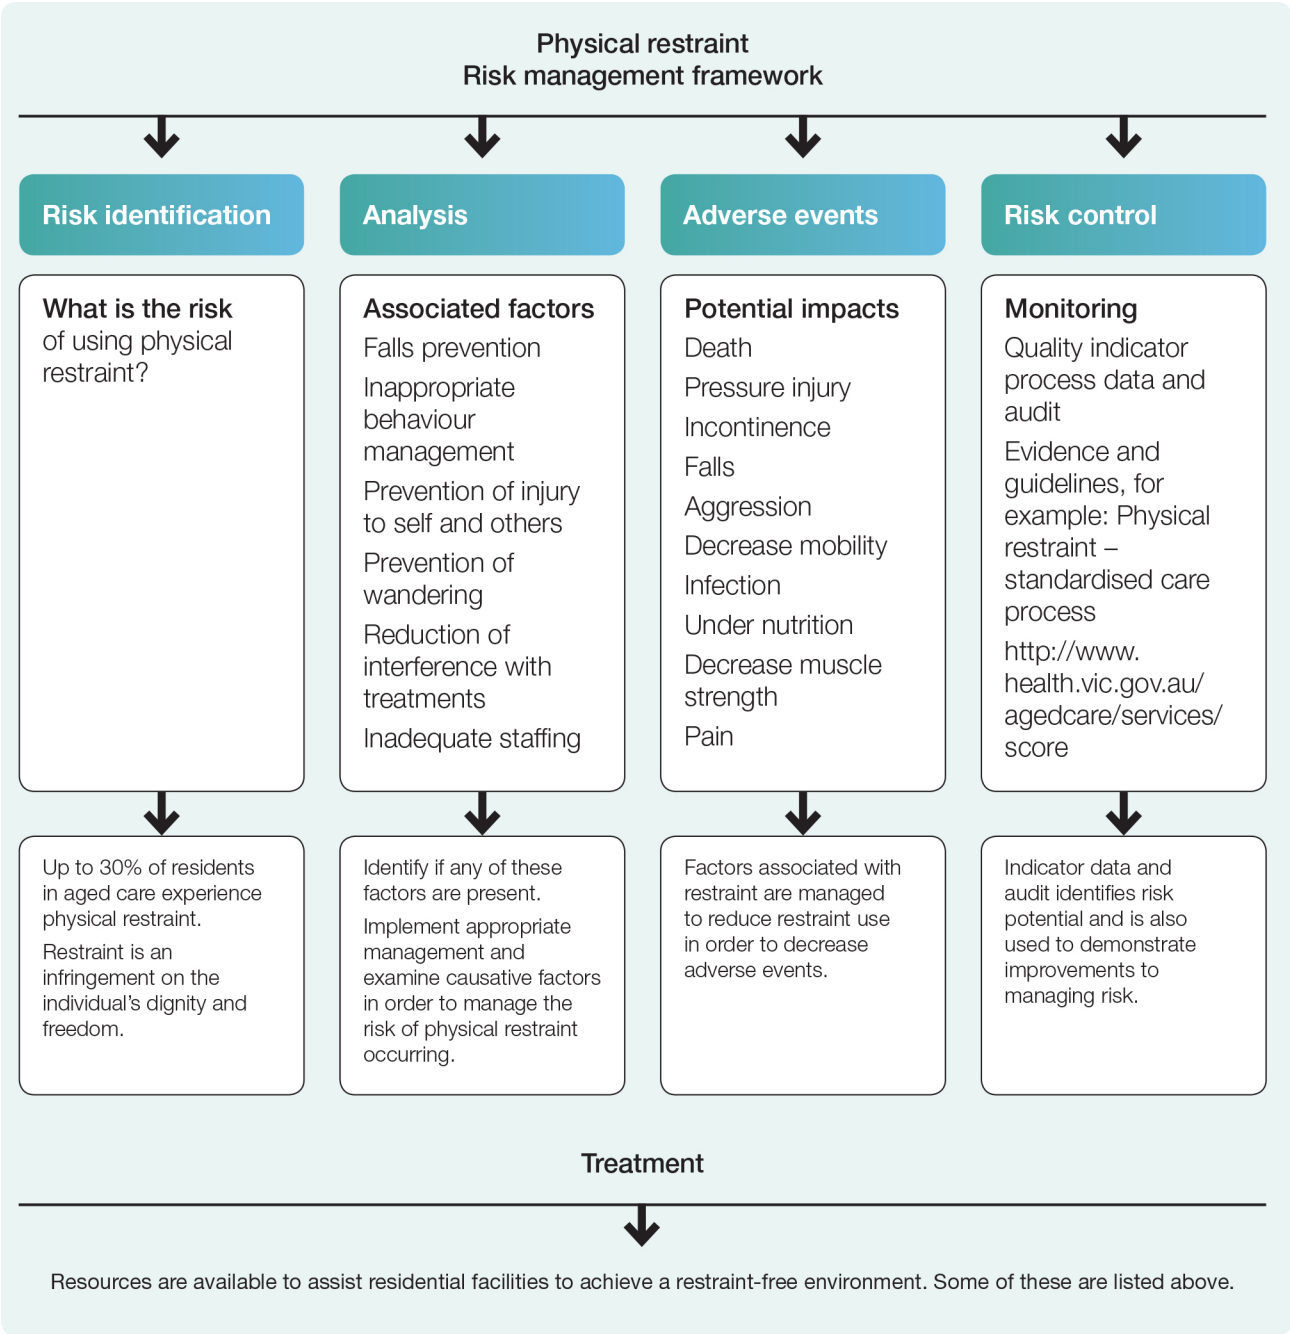 Physical restraint
Risk management framework
Risk identification
Analysis
Adverse events
Risk control
What is the risk
of using physical
restraint?
Associated factors
Falls prevention
Inappropriate
behaviour
management
Prevention of injury
to self and others
Prevention of
wandering
Reduction of
interference with
treatments
Inadequate staffing
Potential impacts
Death
Pressure injury
Incontinence
Falls
Aggression
Decrease mobility
Infection
Under nutrition
Decrease muscle
strength
Pain
Monitoring
Quality indicator
process data and
audit
Evidence and
guidelines, for
example: Physical
restraint –
standardised care
process
http://www.
health.vic.gov.au/
agedcare/services/
score
Up to 30% of residents
in aged care experience
physical restraint.
Restraint is an
infringement on the
individual’s dignity and
freedom.
Identify if any of these
factors are present.
Implement appropriate
management and
examine causative factors
in order to manage the
risk of physical restraint
occurring.
Factors associated with
restraint are managed
to reduce restraint use
in order to decrease
adverse events.
Indicator data and
audit identifies risk
potential and is also
used to demonstrate
improvements to
managing risk.
Treatment
Resources are available to assist residential facilities to achieve a restraint-free environment. Some of these are listed above.